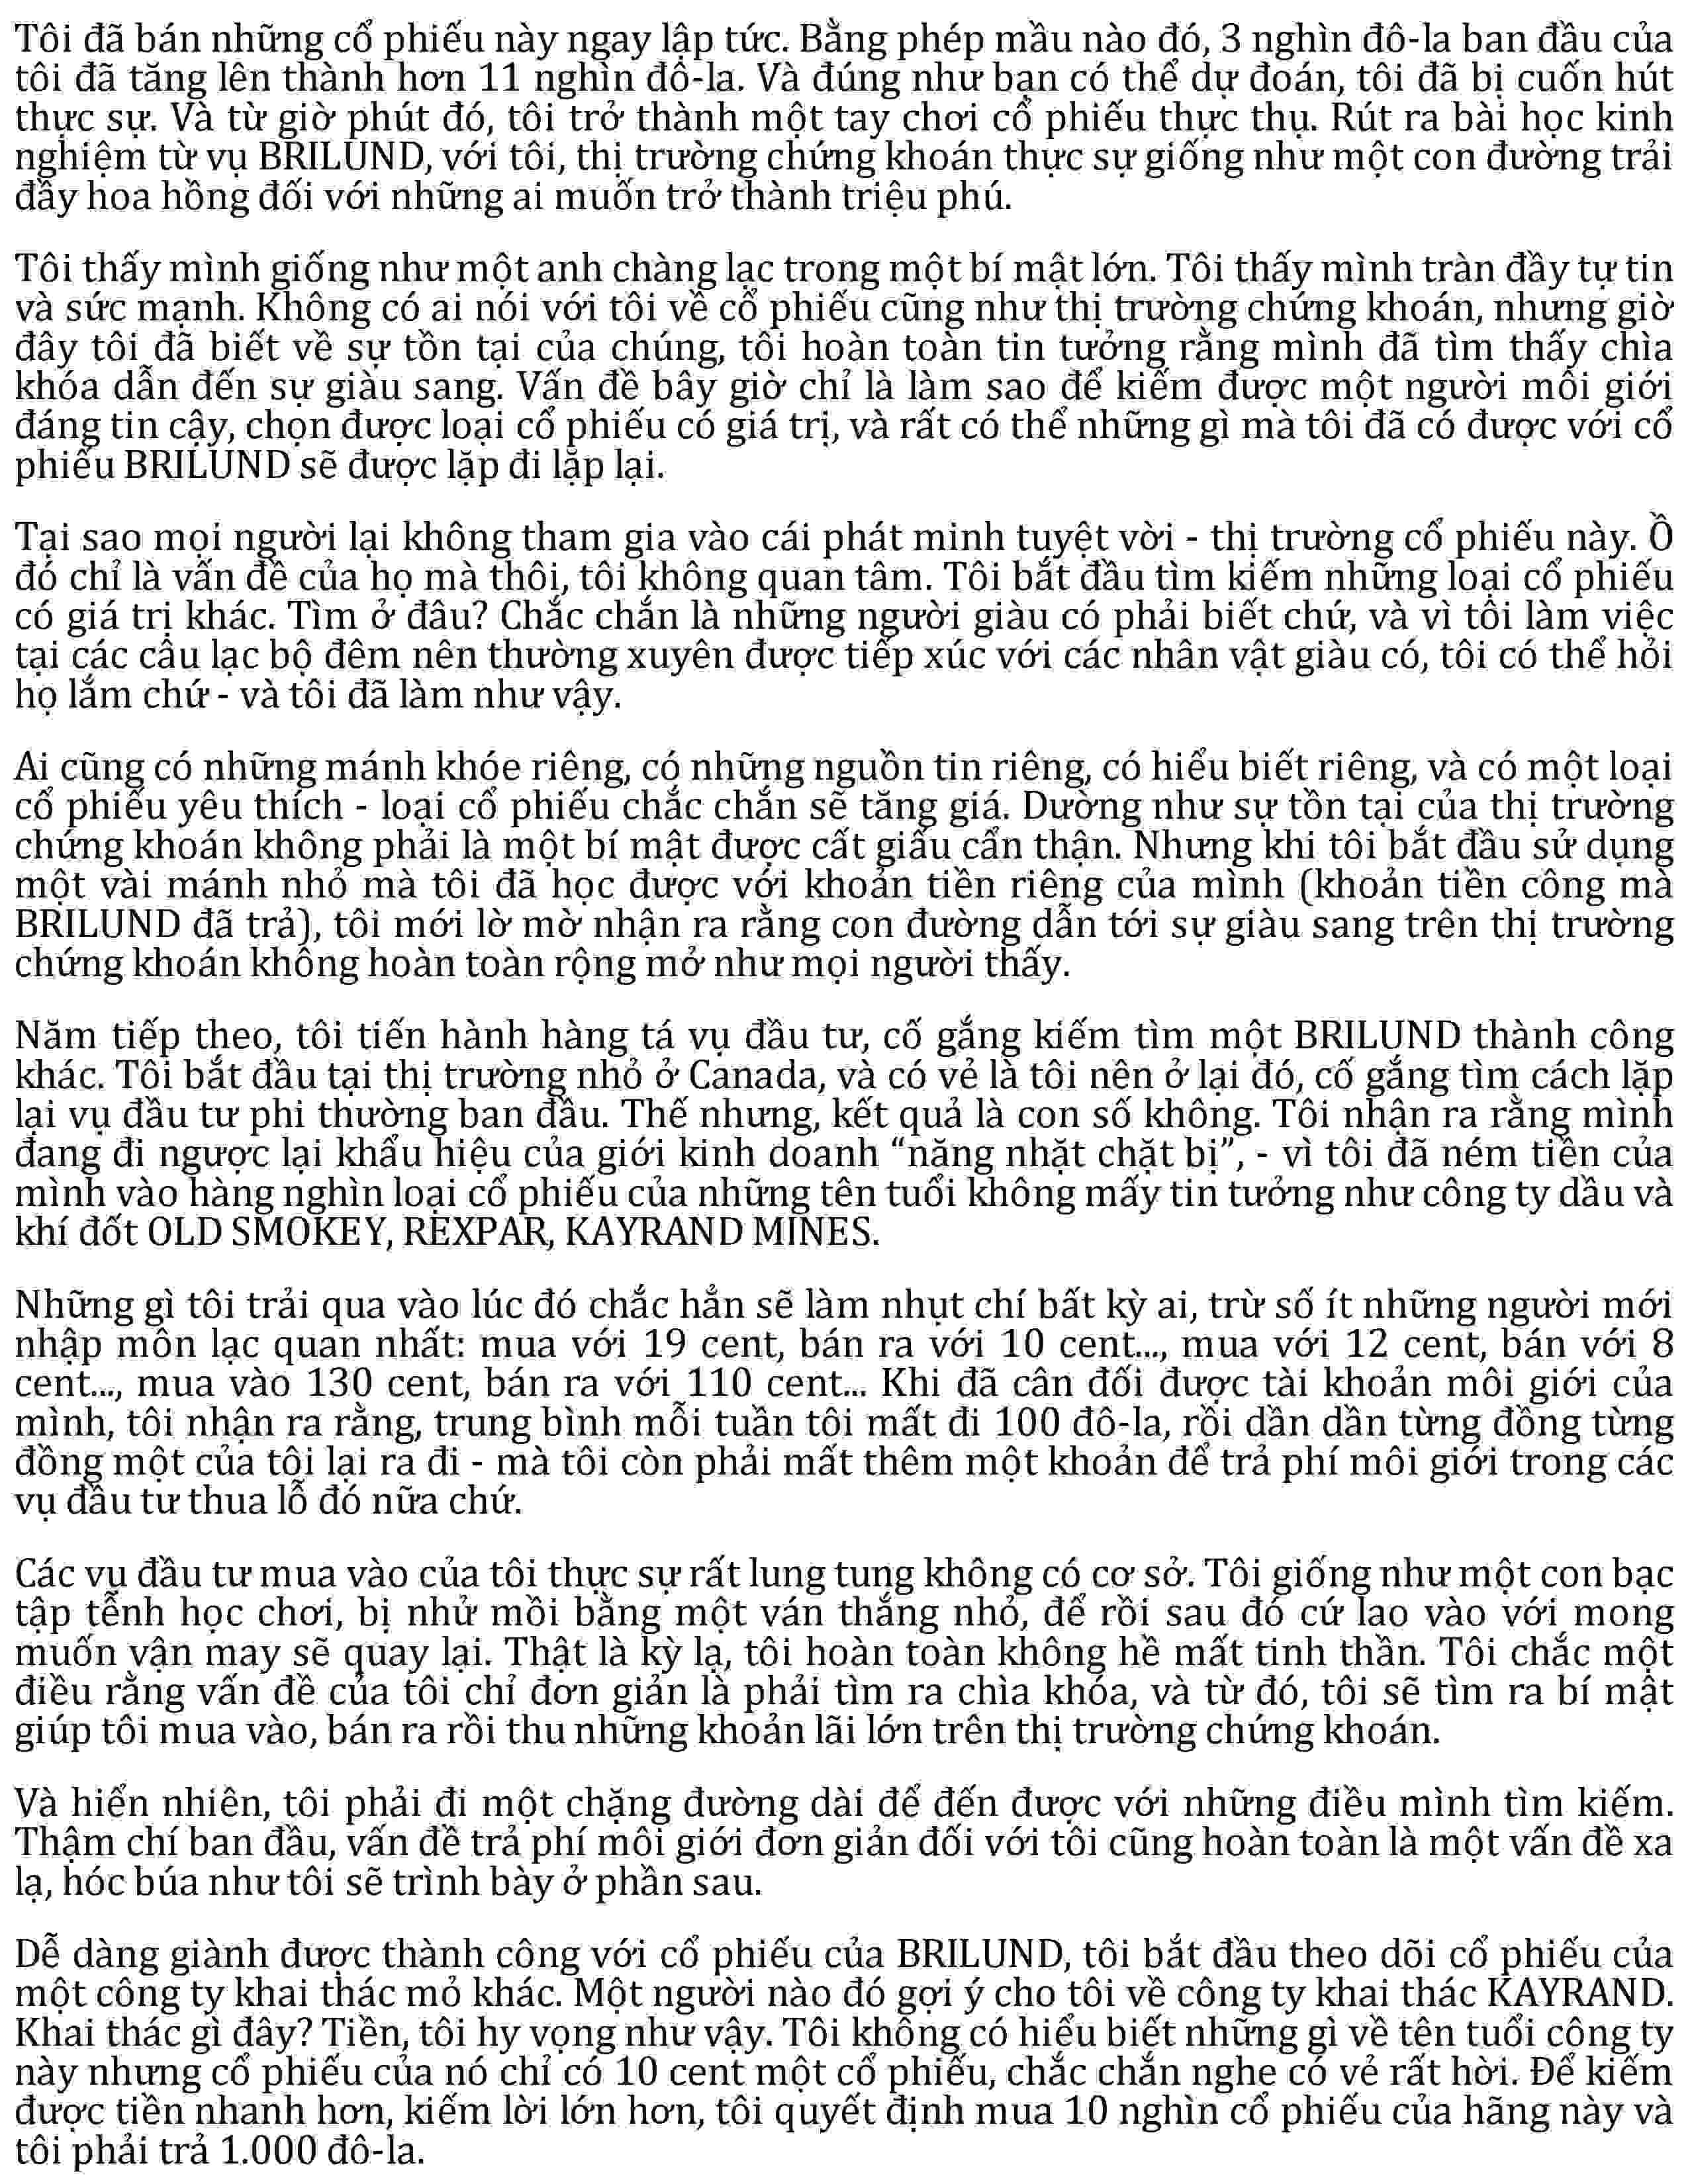 Tôi đã bán những cổ phiếu này ngay lập tức. Bằng phép mầu nào đó, 3 nghìn đô-la ban đầu của
tôi đã tăng lên thành hơn 11 nghìn đô-la. Và đúng như bạn có thể dự đoán, tôi đã bị cuốn hút
thực sự. Và từ giờ phút đó, tôi trở thành một tay chơi cổ phiếu thực thụ. Rút ra bài học kinh
nghiệm từ vụ BRILUND, với tôi, thị trường chứng khoán thực sự giống như một con đường trải
đầy hoa hồng đối với những ai muốn trở thành triệu phú.
Tôi thấy mình giống như một anh chàng lạc trong một bí mật lớn. Tôi thấy mình tràn đầy tự tin
và sức mạnh. Không có ai nói với tôi về cổ phiếu cũng như thị trường chứng khoán, nhưng giờ
đây tôi đã biết về sự tồn tại của chúng, tôi hoàn toàn tin tưởng rằng mình đã tìm thấy chìa
khóa dẫn đến sự giàu sang. Vấn đề bây giờ chỉ là làm sao để kiếm được một người môi giới
đáng tin cậy, chọn được loại cổ phiếu có giá trị, và rất có thể những gì mà tôi đã có được với cổ
phiếu BRILUND sẽ được lặp đi lặp lại.
Tại sao mọi người lại không tham gia vào cái phát minh tuyệt vời - thị trường cổ phiếu này. Ồ
đó chỉ là vấn đề của họ mà thôi, tôi không quan tâm. Tôi bắt đầu tìm kiếm những loại cổ phiếu
có giá trị khác. Tìm ở đâu? Chắc chắn là những người giàu có phải biết chứ, và vì tôi làm việc
tại các câu lạc bộ đêm nên thường xuyên được tiếp xúc với các nhân vật giàu có, tôi có thể hỏi
họ lắm chứ - và tôi đã làm như vậy.
Ai cũng có những mánh khóe riêng, có những nguồn tin riêng, có hiểu biết riêng, và có một loại
cổ phiếu yêu thích - loại cổ phiếu chắc chắn sẽ tăng giá. Dường như sự tồn tại của thị trường
chứng khoán không phải là một bí mật được cất giấu cẩn thận. Nhưng khi tôi bắt đầu sử dụng
một vài mánh nhỏ mà tôi đã học được với khoản tiền riêng của mình (khoản tiền công mà
BRILUND đã trả), tôi mới lờ mờ nhận ra rằng con đường dẫn tới sự giàu sang trên thị trường
chứng khoán không hoàn toàn rộng mở như mọi người thấy.
Năm tiếp theo, tôi tiến hành hàng tá vụ đầu tư, cố gắng kiếm tìm một BRILUND thành công
khác. Tôi bắt đầu tại thị trường nhỏ ở Canada, và có vẻ là tôi nên ở lại đó, cố gắng tìm cách lặp
lại vụ đầu tư phi thường ban đầu. Thế nhưng, kết quả là con số không. Tôi nhận ra rằng mình
đang đi ngược lại khẩu hiệu của giới kinh doanh “năng nhặt chặt bị”, - vì tôi đã ném tiền của
mình vào hàng nghìn loại cổ phiếu của những tên tuổi không mấy tin tưởng như công ty dầu và
khí đốt OLD SMOKEY, REXPAR, KAYRAND MINES.
Những gì tôi trải qua vào lúc đó chắc hẳn sẽ làm nhụt chí bất kỳ ai, trừ số ít những người mới
nhập môn lạc quan nhất: mua với 19 cent, bán ra với 10 cent..., mua với 12 cent, bán với 8
cent..., mua vào 130 cent, bán ra với 110 cent... Khi đã cân đối được tài khoản môi giới của
mình, tôi nhận ra rằng, trung bình mỗi tuần tôi mất đi 100 đô-la, rồi dần dần từng đồng từng
đồng một của tôi lại ra đi - mà tôi còn phải mất thêm một khoản để trả phí môi giới trong các
vụ đầu tư thua lỗ đó nữa chứ.
Các vụ đầu tư mua vào của tôi thực sự rất lung tung không có cơ sở. Tôi giống như một con bạc
tập tễnh học chơi, bị nhử mồi bằng một ván thắng nhỏ, để rồi sau đó cứ lao vào với mong
muốn vận may sẽ quay lại. Thật là kỳ lạ, tôi hoàn toàn không hề mất tinh thần. Tôi chắc một
điều rằng vấn đề của tôi chỉ đơn giản là phải tìm ra chìa khóa, và từ đó, tôi sẽ tìm ra bí mật
giúp tôi mua vào, bán ra rồi thu những khoản lãi lớn trên thị trường chứng khoán.
Và hiển nhiên, tôi phải đi một chặng đường dài để đến được với những điều mình tìm kiếm.
Thậm chí ban đầu, vấn đề trả phí môi giới đơn giản đối với tôi cũng hoàn toàn là một vấn đề xa
lạ, hóc búa như tôi sẽ trình bày ở phần sau.
Dễ dàng giành được thành công với cổ phiếu của BRILUND, tôi bắt đầu theo dõi cổ phiếu của
một công ty khai thác mỏ khác. Một người nào đó gợi ý cho tôi về công ty khai thác KAYRAND.
Khai thác gì đây? Tiền, tôi hy vọng như vậy. Tôi không có hiểu biết những gì về tên tuổi công ty
này nhưng cổ phiếu của nó chỉ có 10 cent một cổ phiếu, chắc chắn nghe có vẻ rất hời. Để kiếm
được tiền nhanh hơn, kiếm lời lớn hơn, tôi quyết định mua 10 nghìn cổ phiếu của hãng này và
tôi phải trả 1.000 đô-la.